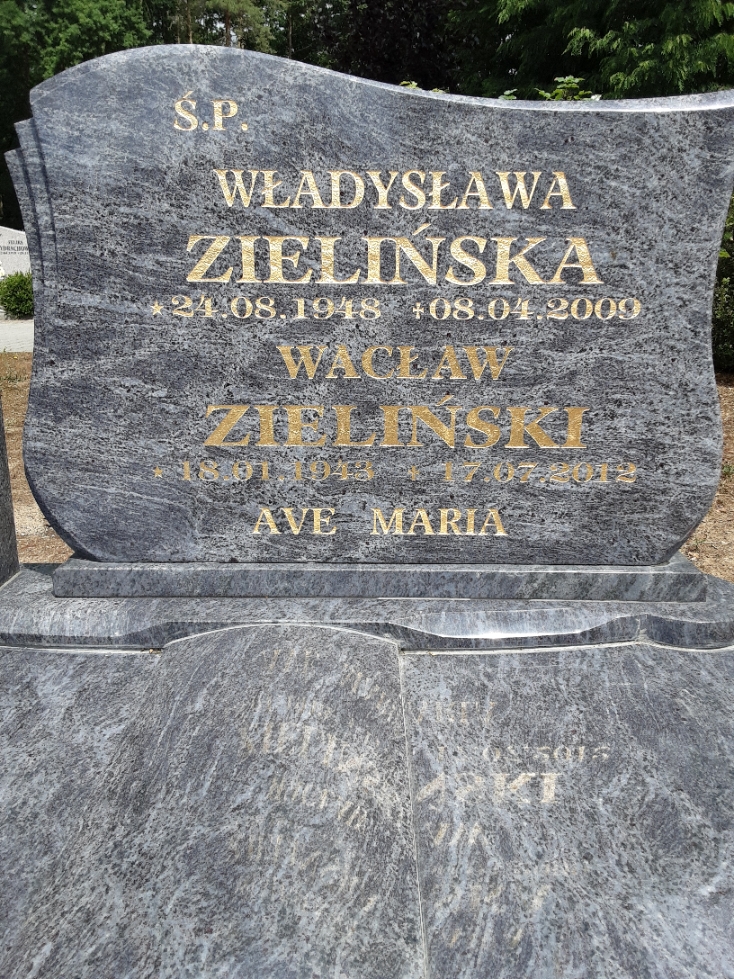 Ś.P.
WŁADYSŁAWA
ZIELIŃSKA
★24.08.1948 ✝08.04.2009
WACŁAW
ZIELIŃSKI
★18.01.1943 ✝17.07.2012
AVE MARIA